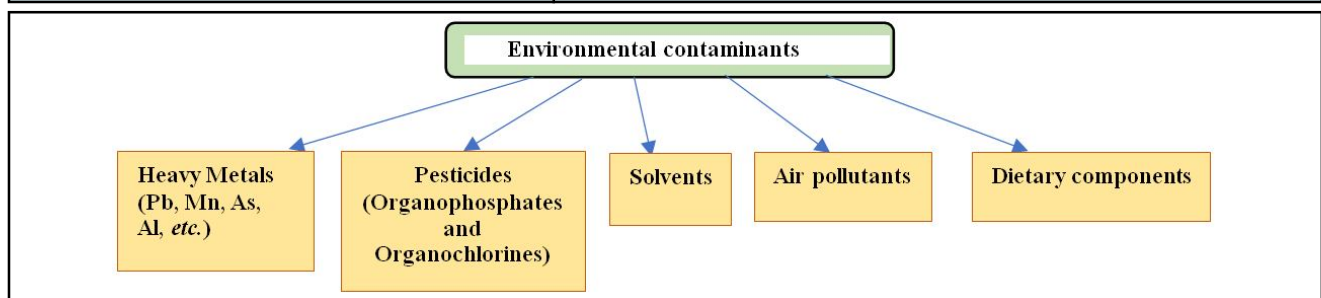 Environmental contaminants
Heavy Metals
(Pb, Mn, As,
Al, etc.)
Pesticides
(Organophosphates
and
Organochlorines)
Solvents
Air pollutants
Dietary components